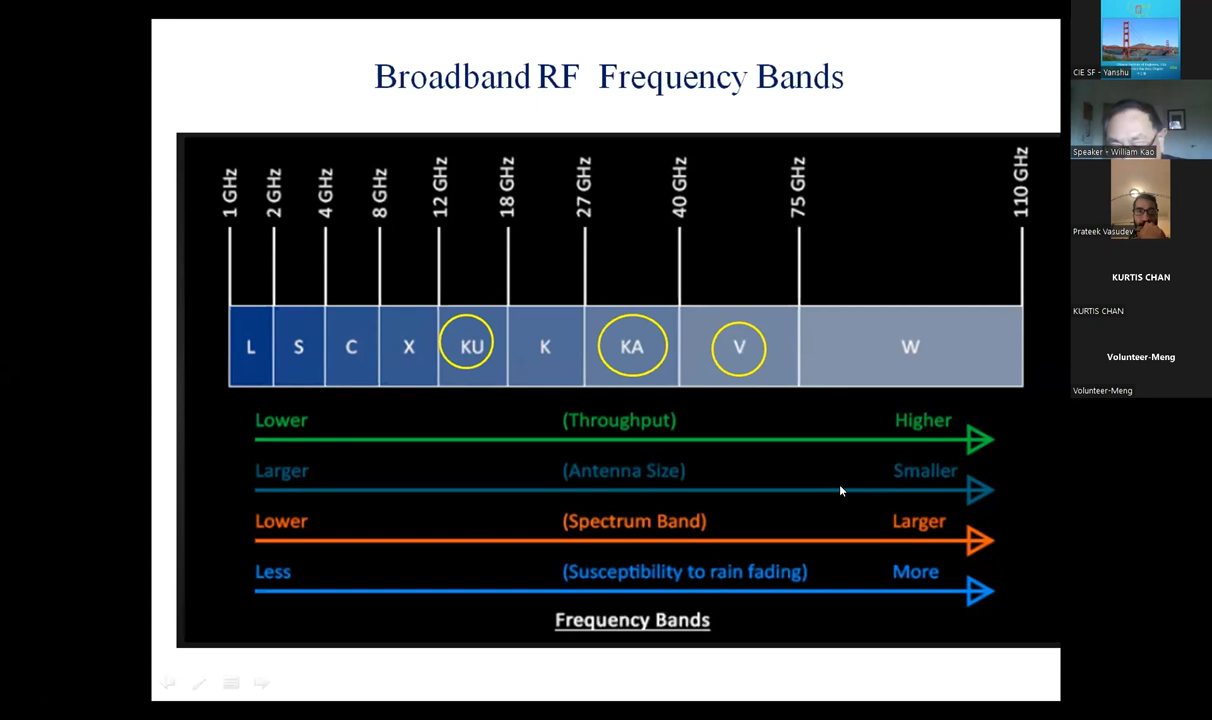 Broadband RF Frequency Bands
1 GHz
2 GHz
4 GHz
8 GHz
12 GHz
18 GHz
27 GHz
40 GHz
75 GHz
110 GHz
L S C X KU K KA V W
Lower (Throughput) Higher
Larger (Antenna Size) Smaller
Lower (Spectrum Band) Larger
Less (Susceptibility to rain fading) More
Frequency Bands
CIE SF - Yanshu
Speaker - William Kao
Prateek Vasudev
KURTIS CHAN
KURTIS CHAN
Volunteer-Meng
Volunteer-Meng